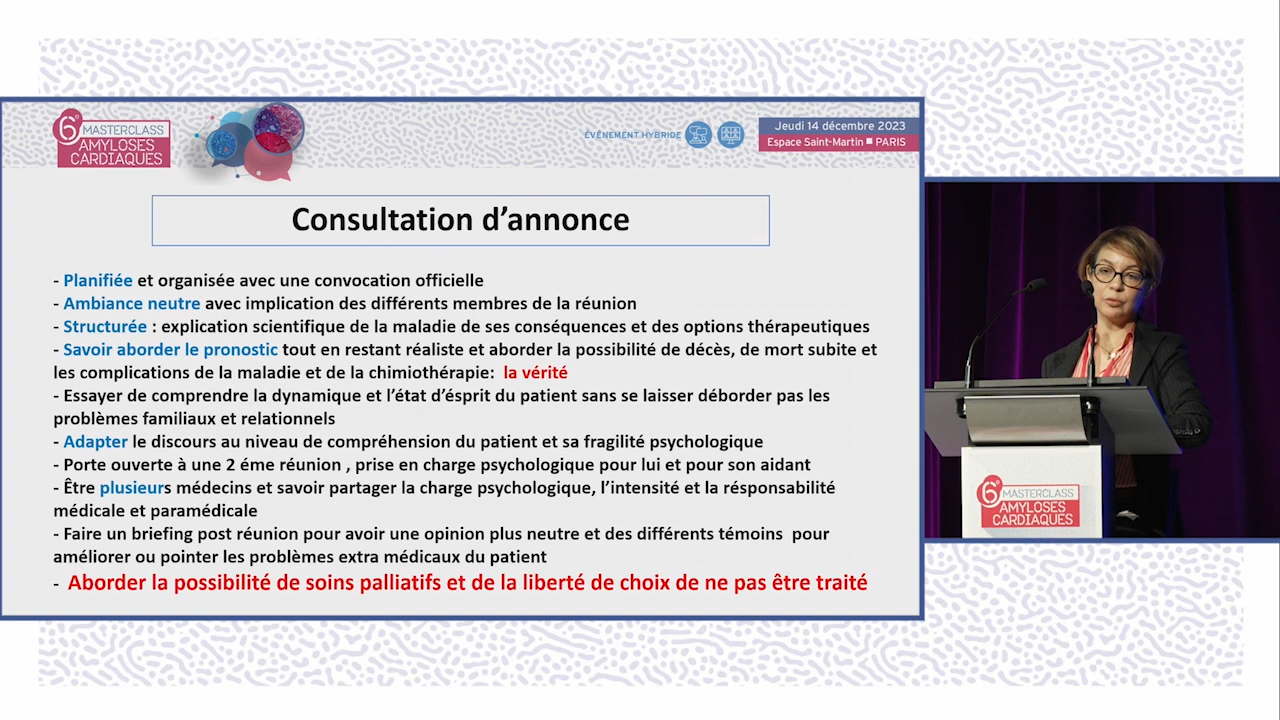 6e
MASTERCLASS
AMYLOSES
CARDIAQUES
ÉVÉNEMENT HYBRIDE
Jeudi 14 décembre 2023
Espace Saint-Martin ■ PARIS
Consultation d’annonce
- Planifiée et organisée avec une convocation officielle
- Ambiance neutre avec implication des différents membres de la réunion
- Structurée : explication scientifique de la maladie de ses conséquences et des options thérapeutiques
- Savoir aborder le pronostic tout en restant réaliste et aborder la possibilité de décès, de mort subite et
les complications de la maladie et de la chimiothérapie: la vérité
- Essayer de comprendre la dynamique et l’état d’ésprit du patient sans se laisser déborder pas les
problèmes familiaux et relationnels
- Adapter le discours au niveau de compréhension du patient et sa fragilité psychologique
- Porte ouverte à une 2 éme réunion , prise en charge psychologique pour lui et pour son aidant
- Être plusieurs médecins et savoir partager la charge psychologique, l’intensité et la résponsabilité
médicale et paramédicale
- Faire un briefing post réunion pour avoir une opinion plus neutre et des différents témoins pour
améliorer ou pointer les problèmes extra médicaux du patient
- Aborder la possibilité de soins palliatifs et de la liberté de choix de ne pas être traité
6e
MASTERCLASS
AMYLOSES
CARDIAQUES